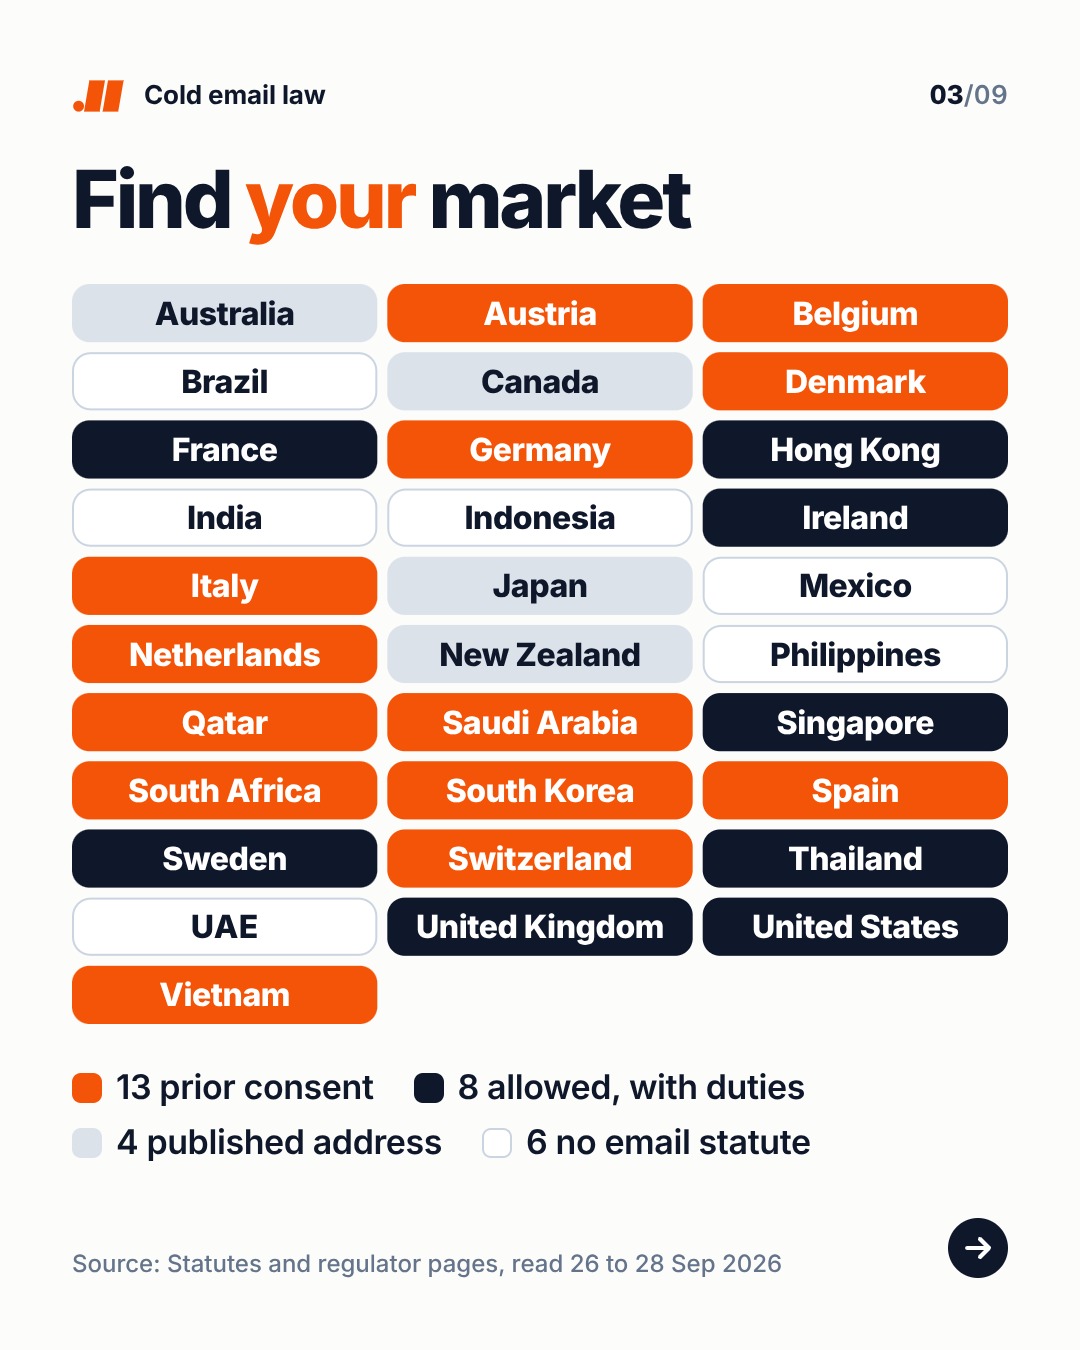 Cold email law
03/09
Find your market
Australia Austria Belgium
Brazil Canada Denmark
France Germany Hong Kong
India Indonesia Ireland
Italy Japan Mexico
Netherlands New Zealand Philippines
Qatar Saudi Arabia Singapore
South Africa South Korea Spain
Sweden Switzerland Thailand
UAE United Kingdom United States
Vietnam
13 prior consent 8 allowed, with duties
4 published address 6 no email statute
Source: Statutes and regulator pages, read 26 to 28 Sep 2026